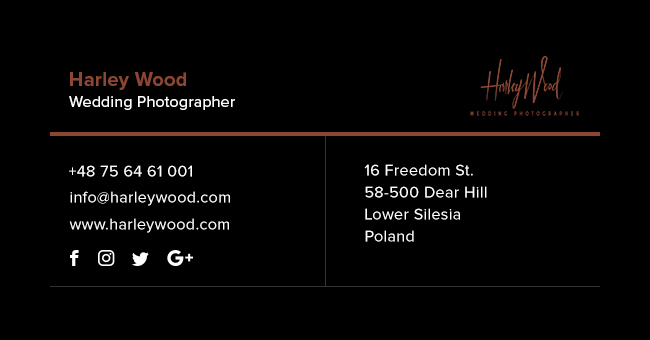 Harley Wood
Wedding Photographer
HarleyWood
WEDDING PHOTOGRAPHER
+48 75 64 61 001
info@harleywood.com
www.harleywood.com
f G+
16 Freedom St.
58-500 Dear Hill
Lower Silesia
Poland